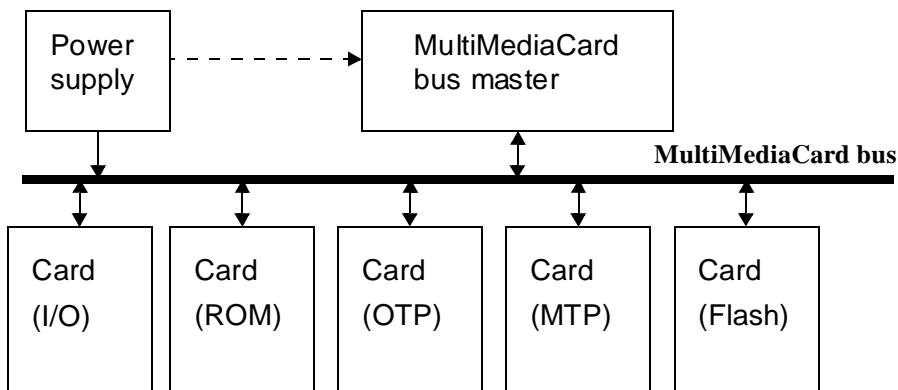 Power
supply
MultiMediaCard
bus master
MultiMediaCard bus
Card
(I/O)
Card
(ROM)
Card
(OTP)
Card
(MTP)
Card
(Flash)